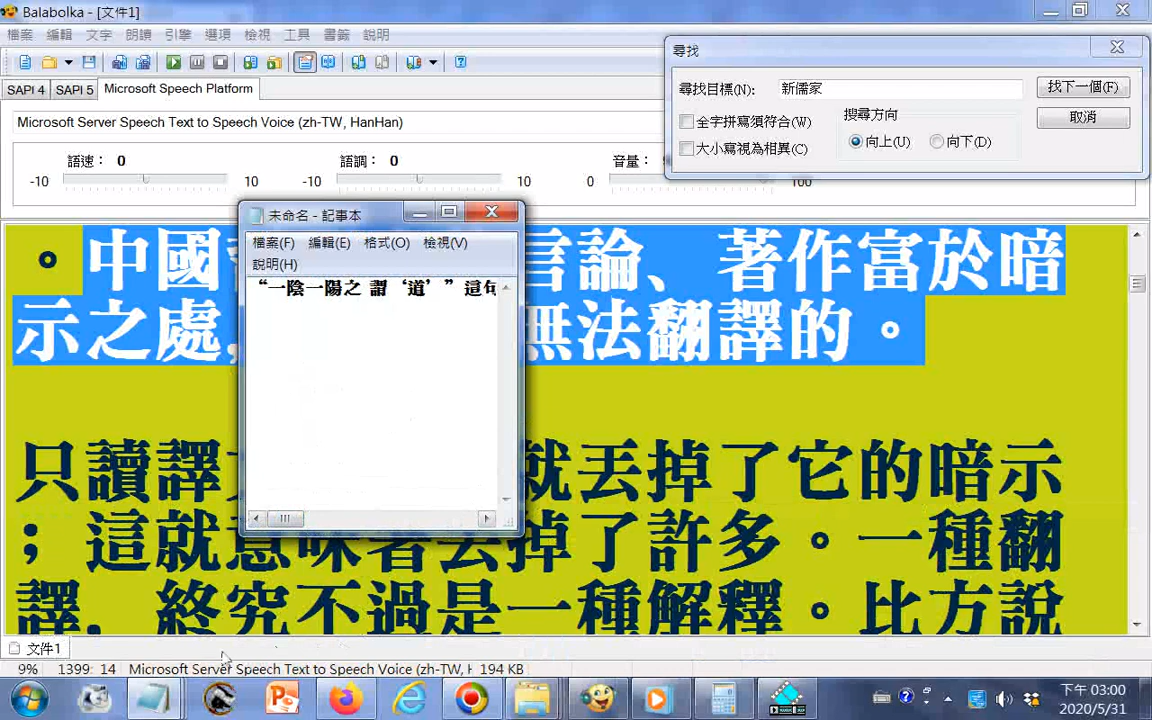 Balabolka - [文件1]
檔案 編輯 文字 朗讀 引擎 選項 檢視 工具 書籤 說明
SAPI 4 SAPI 5 Microsoft Speech Platform
Microsoft Server Speech Text to Speech Voice (zh-TW, HanHan)
語速： 0 語調： 0 音量：
-10 10 -10 10 0 100
尋找
尋找目標(N): 新儒家 找下一個(F)
全字拼寫須符合(W) 搜尋方向 取消
大小寫視為相異(C) 向上(U) 向下(D)
未命名 - 記事本
檔案(F) 編輯(E) 格式(O) 檢視(V)
說明(H)
“一陰一陽之 謂‘道’”這句
。中國 言論、著作富於暗
示之處, 無法翻譯的。
只讀譯 就丟掉了它的暗示
；這就意味著丟掉了許多。一種翻
譯, 終究不過是一種解釋。比方說
文件1
9% 1399: 14 Microsoft Server Speech Text to Speech Voice (zh-TW, H 194 KB
下午 03:00
2020/5/31